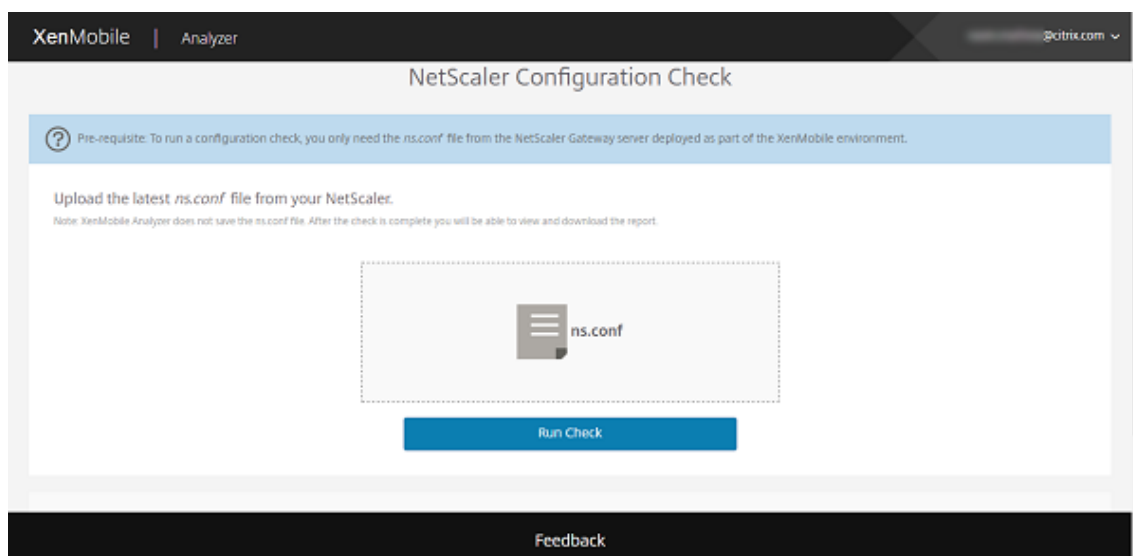 XenMobile | Analyzer
@citrix.com
NetScaler Configuration Check
Pre-requisite: To run a configuration check, you only need the ns.conf file from the NetScaler Gateway server deployed as part of the XenMobile environment.
Upload the latest ns.conf file from your NetScaler.
Note: XenMobile Analyzer does not save the ns.conf file. After the check is complete you will be able to view and download the report.
ns.conf
Run Check
Feedback